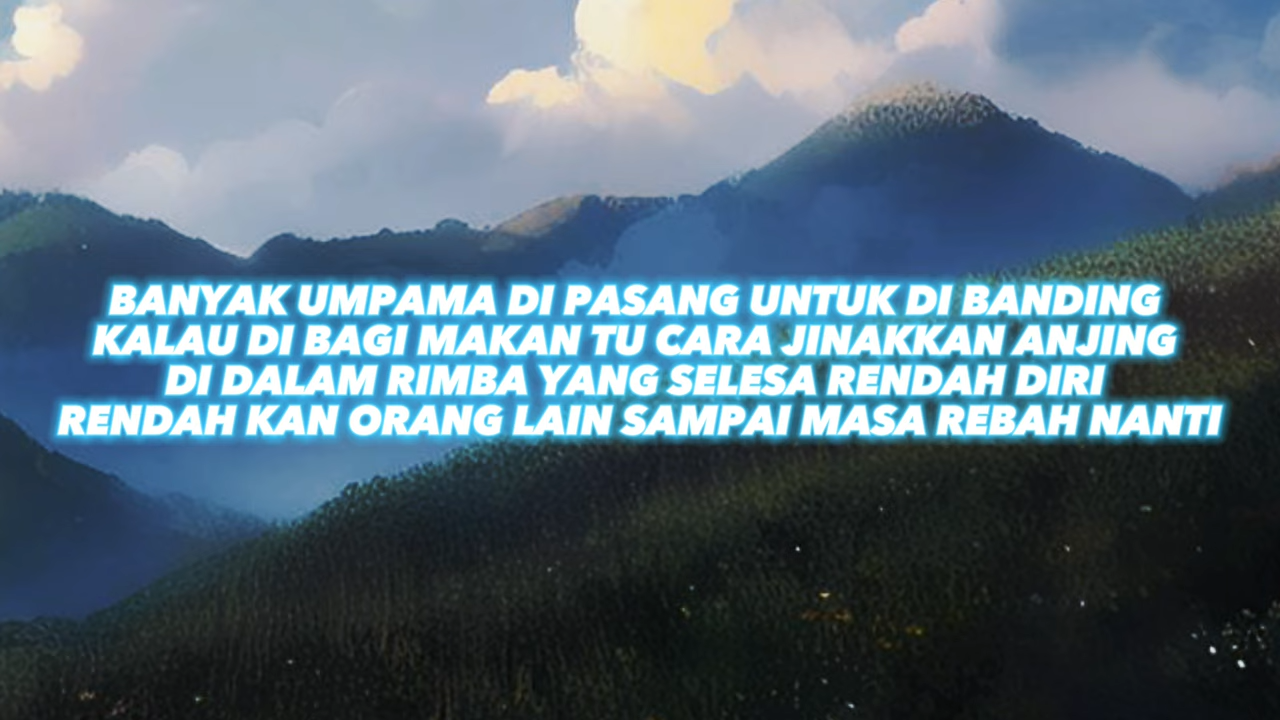 BANYAK UMPAMA DI PASANG UNTUK DI BANDING
KALAU DI BAGI MAKAN TU CARA JINAKKAN ANJING
DI DALAM RIMBA YANG SELESA RENDAH DIRI
RENDAH KAN ORANG LAIN SAMPAI MASA REBAH NANTI